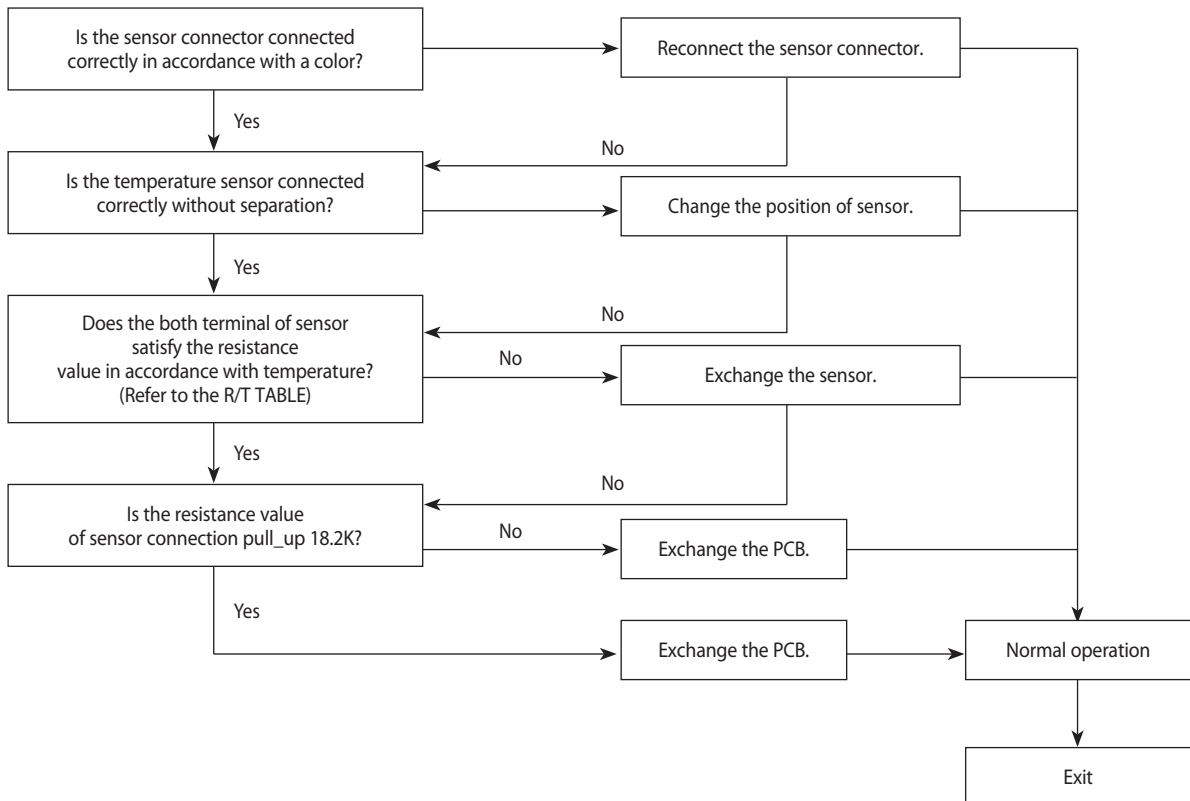 Is the sensor connector connected
correctly in accordance with a color?
Reconnect the sensor connector.
Yes
No
Is the temperature sensor connected
correctly without separation?
Change the position of sensor.
Yes
No
Does the both terminal of sensor
satisfy the resistance
value in accordance with temperature?
(Refer to the R/T TABLE)
No
Exchange the sensor.
Yes
No
Is the resistance value
of sensor connection pull_up 18.2K?
No
Exchange the PCB.
Yes
Exchange the PCB.
Normal operation
Exit